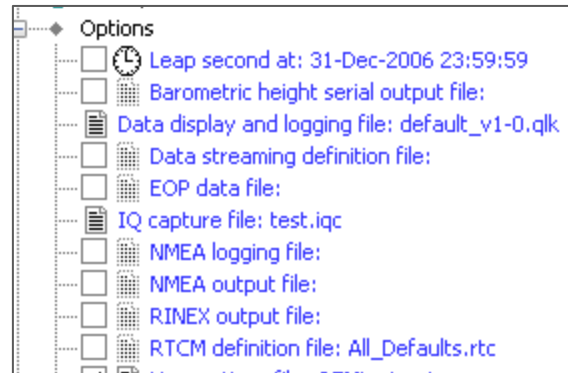 Options
Leap second at: 31-Dec-2006 23:59:59
Barometric height serial output file:
Data display and logging file: default_v1-0.qlk
Data streaming definition file:
EOP data file:
IQ capture file: test.iqc
NMEA logging file:
NMEA output file:
RINEX output file:
RTCM definition file: All_Defaults.rtc